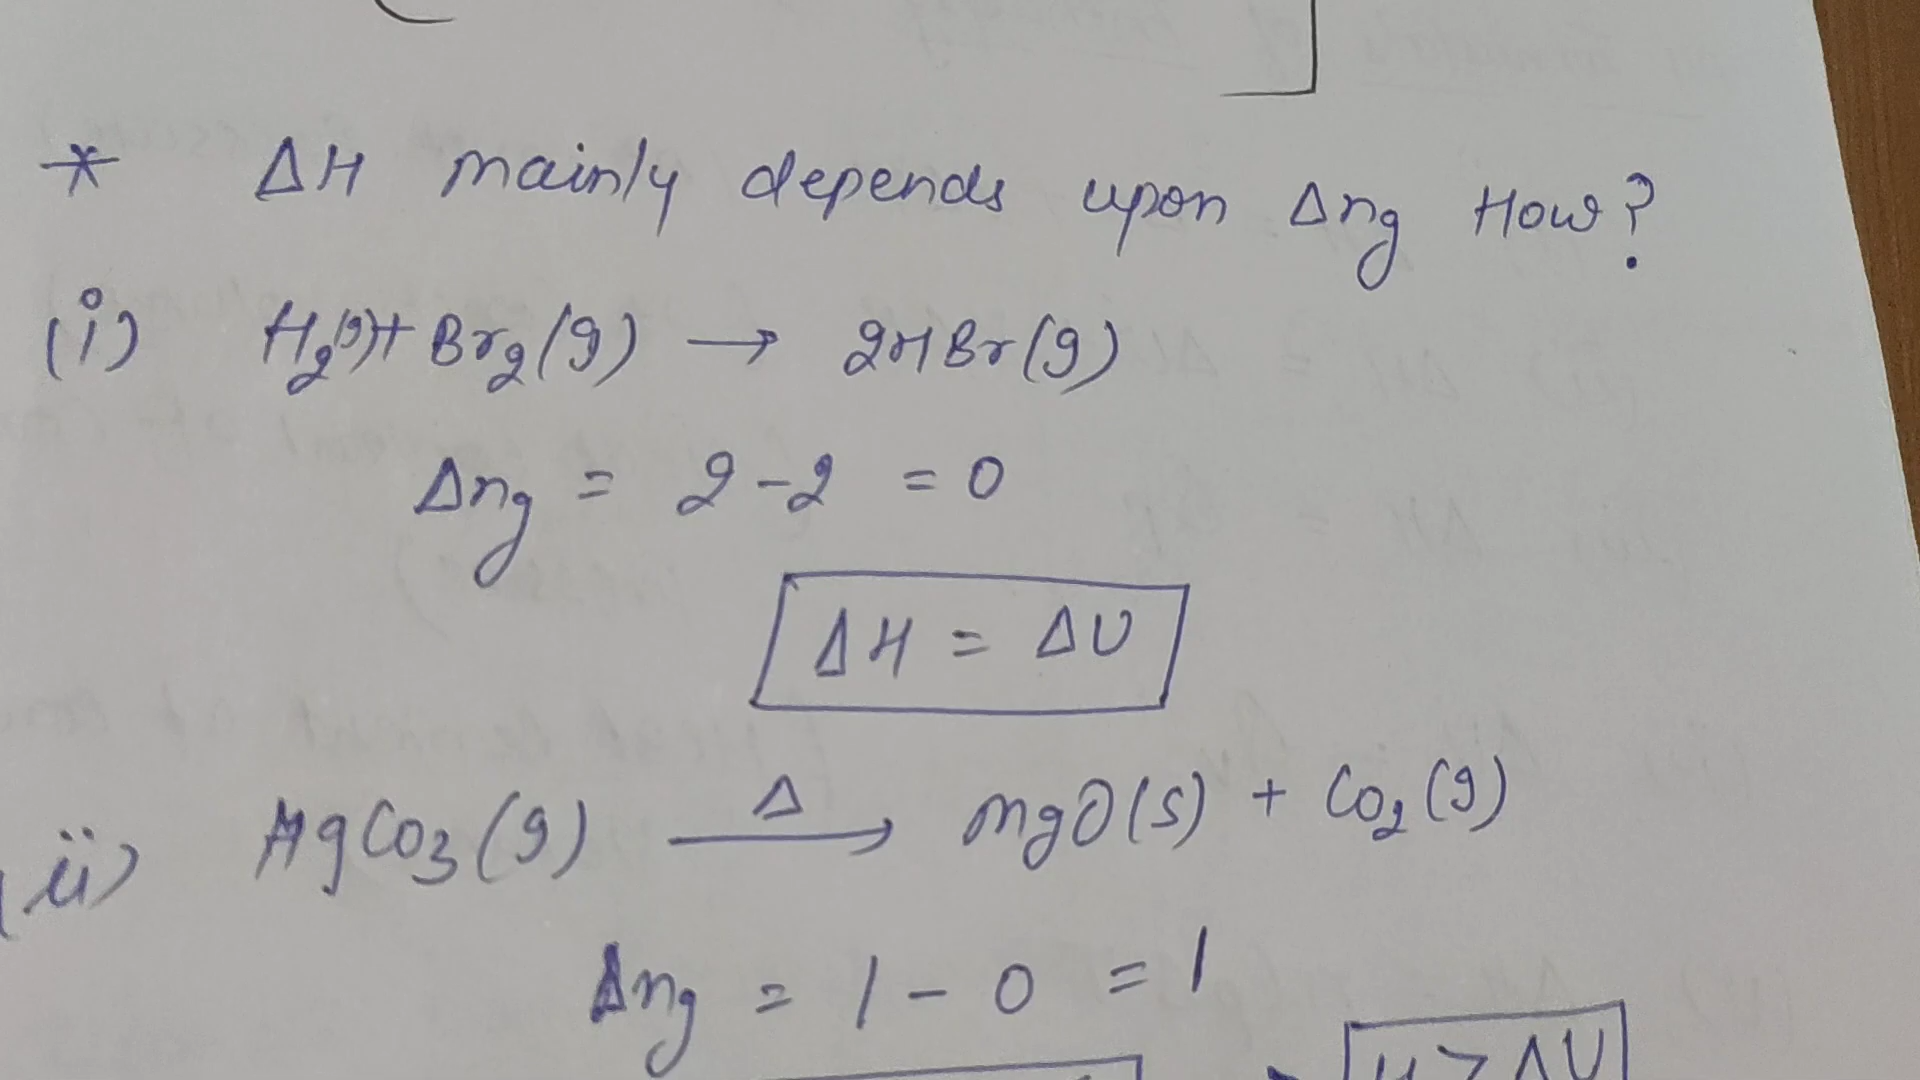 * ΔH mainly depends upon Δng How?
(i) H₂(g)+ Br₂(g) → 2HBr(g)
Δng = 2 - 2 = 0
ΔH = ΔU
(ii) MgCO₃(g) Δ→ MgO(s) + CO₂(g)
Δng = 1 - 0 = 1
H > ΔU